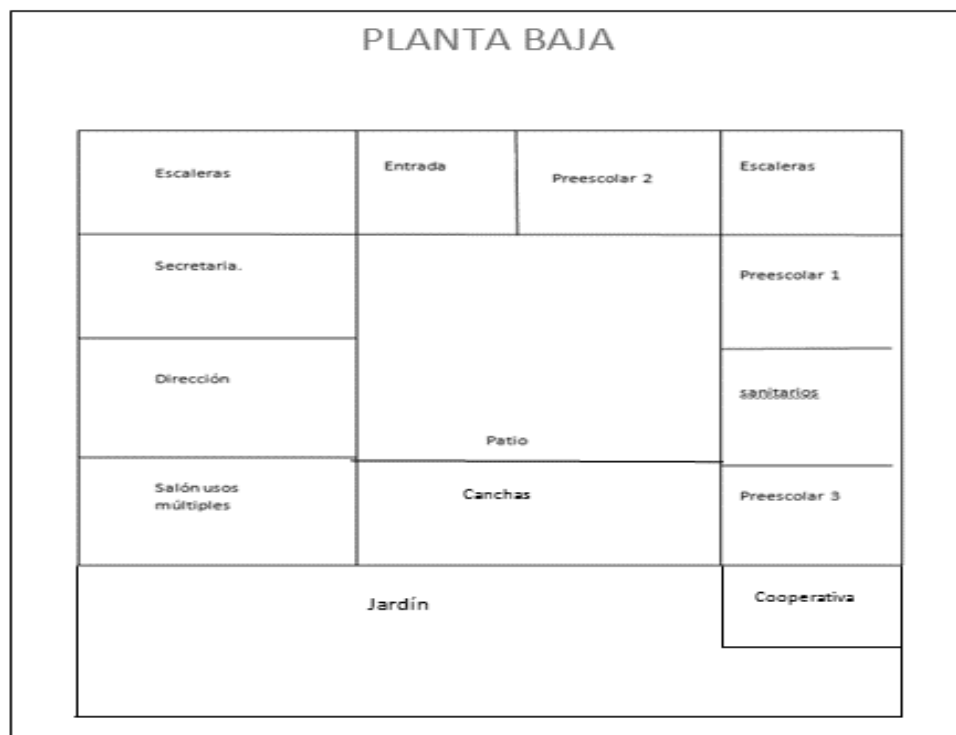 PLANTA BAJA
Escaleras
Entrada
Preescolar 2
Escaleras
Secretaria.
Preescolar 1
Dirección
sanitarios
Patio
Salón usos
múltiples
Canchas
Preescolar 3
Jardín
Cooperativa